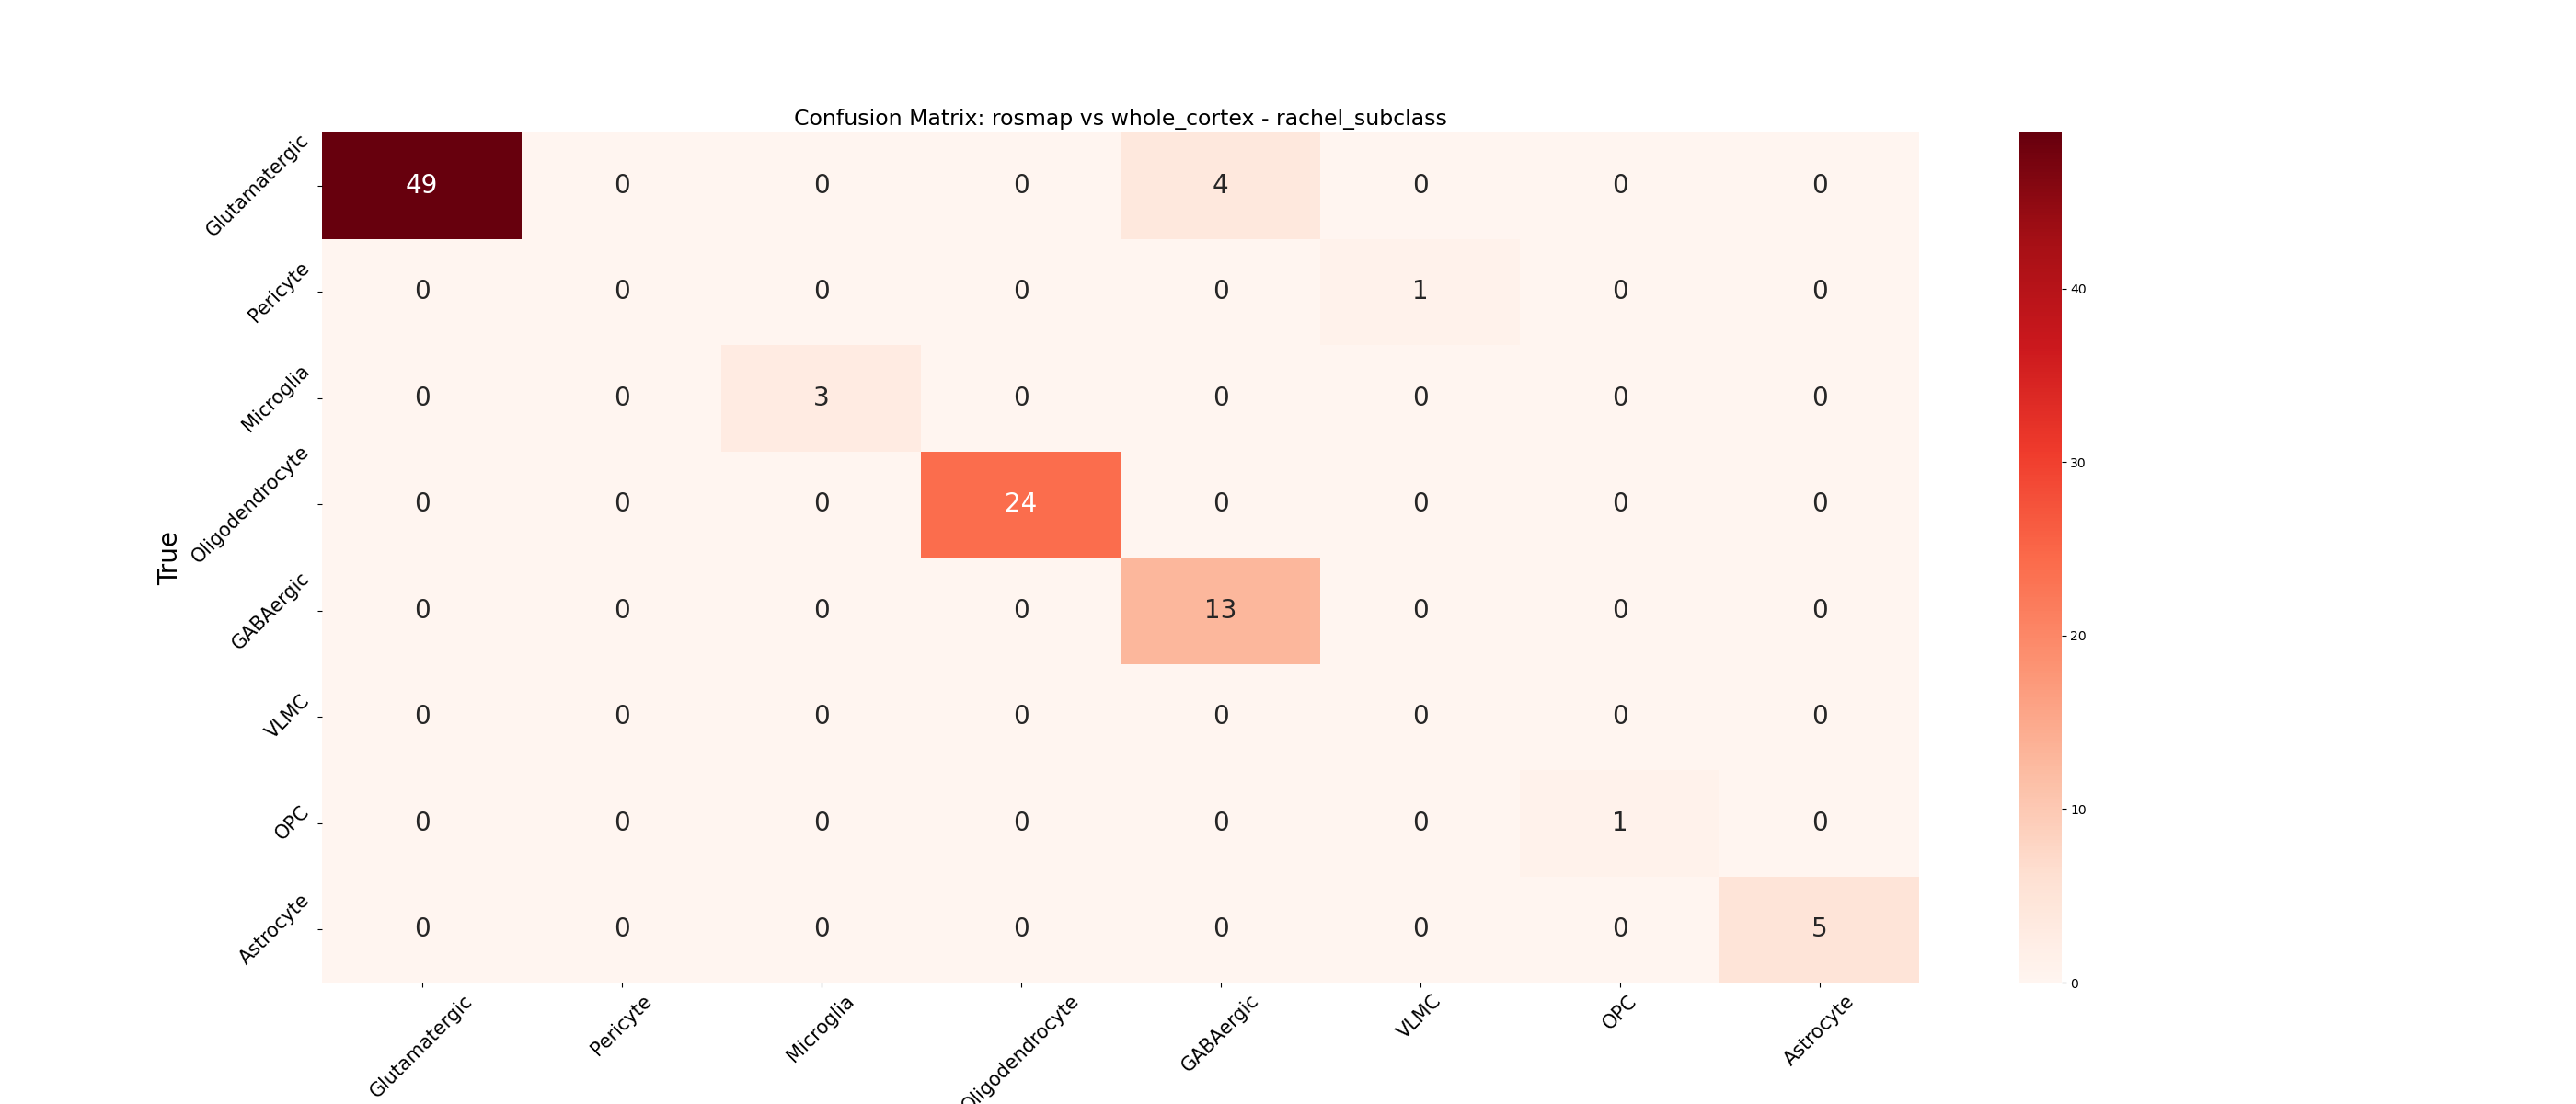 Confusion Matrix: rosmap vs whole_cortex - rachel_subclass
True
Glutamatergic 49 0 0 0 4 0 0 0
Pericyte 0 0 0 0 0 1 0 0
Microglia 0 0 3 0 0 0 0 0
Oligodendrocyte 0 0 0 24 0 0 0 0
GABAergic 0 0 0 0 13 0 0 0
VLMC 0 0 0 0 0 0 0 0
OPC 0 0 0 0 0 0 1 0
Astrocyte 0 0 0 0 0 0 0 5
Glutamatergic Pericyte Microglia Oligodendrocyte GABAergic VLMC OPC Astrocyte
40
30
20
10
0